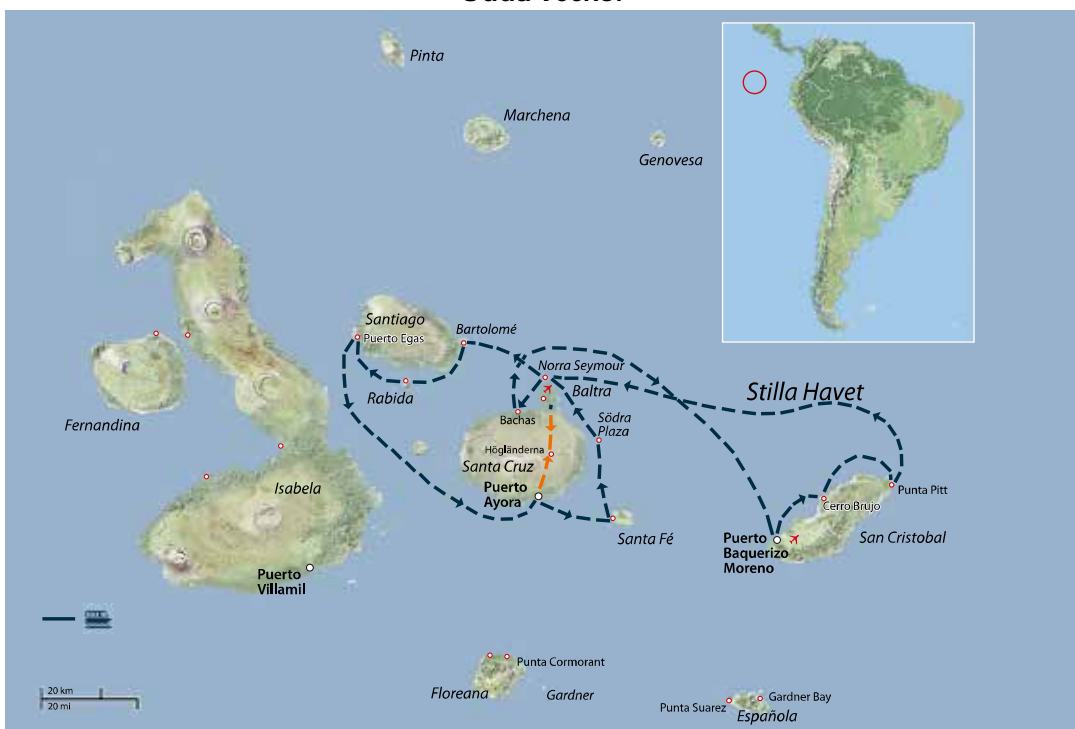 Pinta
Marchena
Genovesa
Santiago
Puerto Egas
Bartolomé
Norra Seymour
Baltra
Stilla Havet
Rabida
Fernandina
Bachas
Södra
Plaza
Högländerna
Santa Cruz
Isabela
Puerto
Ayora
Punta Pitt
Cerro Brujo
Santa Fé
San Cristobal
Puerto
Baquerizo
Moreno
Puerto
Villamil
Punta Cormorant
Floreana
Gardner
Gardner Bay
Punta Suarez
Española
20 km
20 mi